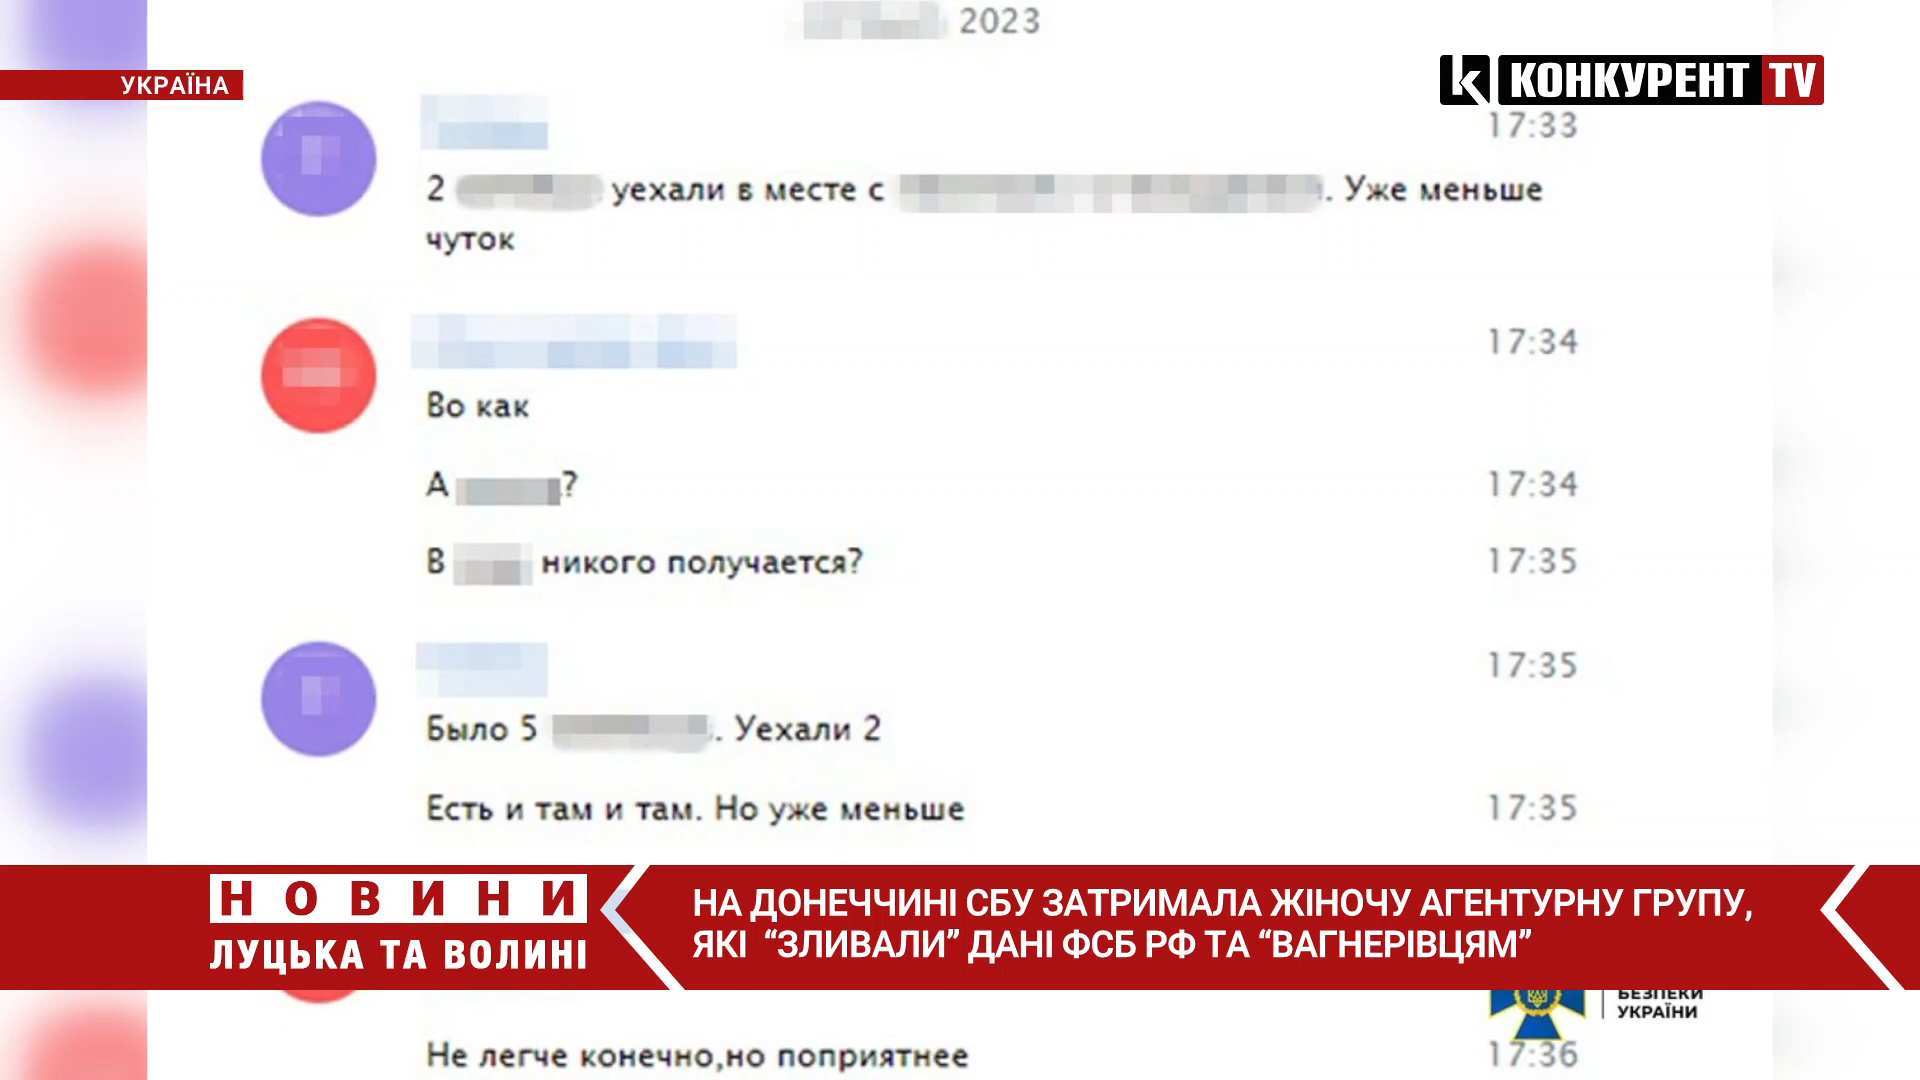 2023
УКРАЇНА
К КОНКУРЕНТ TV
17:33
2 уехали в месте с . Уже меньше
чуток
17:34
Во как
А ? 17:34
В никого получается? 17:35
17:35
Было 5 . Уехали 2
Есть и там и там. Но уже меньше 17:35
НОВИНИ
ЛУЦЬКА ТА ВОЛИНІ
НА ДОНЕЧЧИНІ СБУ ЗАТРИМАЛА ЖІНОЧУ АГЕНТУРНУ ГРУПУ,
ЯКІ “ЗЛИВАЛИ” ДАНІ ФСБ РФ ТА “ВАГНЕРІВЦЯМ”
БЕЗПЕКИ
УКРАЇНИ
Не легче конечно,но поприятнее 17:36